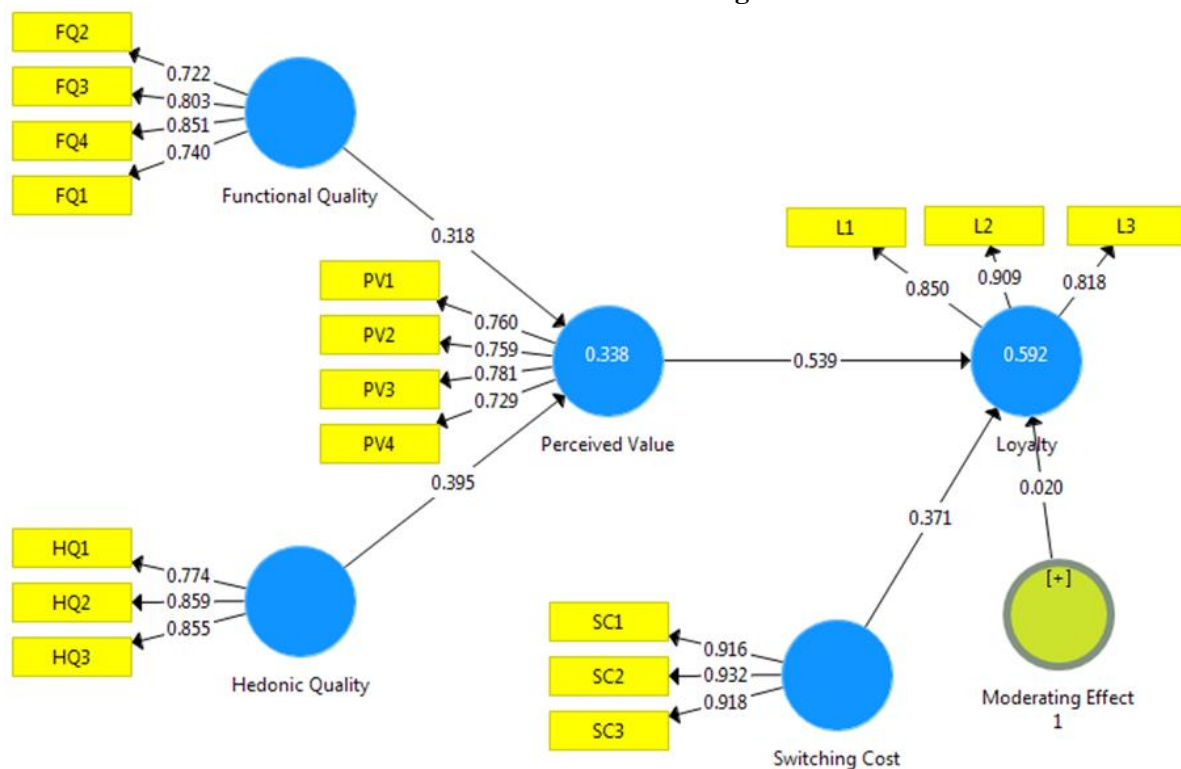 FQ2
FQ3
FQ4
FQ1
0.722
0.803
0.851
0.740
Functional Quality
0.318
L1
L2
L3
0.850
0.909
0.818
PV1
PV2
PV3
PV4
0.760
0.759
0.781
0.729
0.338
Perceived Value
0.539
0.592
Loyalty
0.395
0.371
0.020
HQ1
HQ2
HQ3
0.774
0.859
0.855
Hedonic Quality
SC1
SC2
SC3
0.916
0.932
0.918
Switching Cost
[+]
Moderating Effect
1